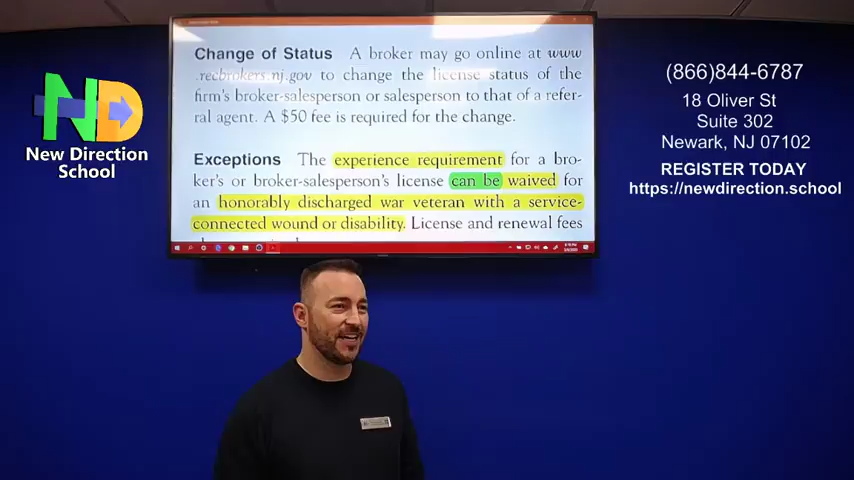 Change of Status A broker may go online at www
.recbrokers.nj.gov to change the license status of the
firm's broker-salesperson or salesperson to that of a refer-
ral agent. A $50 fee is required for the change.
Exceptions The experience requirement for a bro-
ker's or broker-salesperson's license can be waived for
an honorably discharged war veteran with a service-
connected wound or disability. License and renewal fees
ND
New Direction
School
(866)844-6787
18 Oliver St
Suite 302
Newark, NJ 07102
REGISTER TODAY
https://newdirection.school